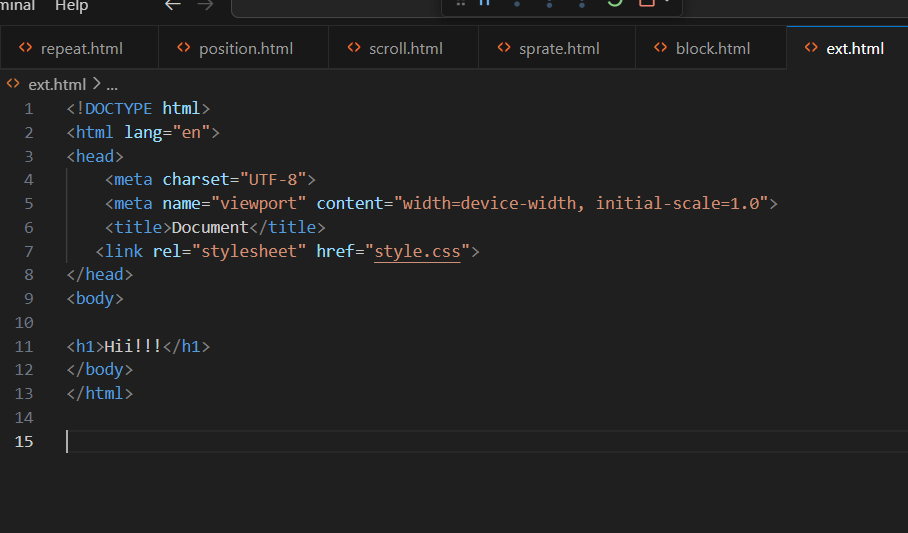 Help
repeat.html
position.html
scroll.html
sprate.html
block.html
ext.html
ext.html > ...
1 <!DOCTYPE html>
2 <html lang="en">
3 <head>
4 <meta charset="UTF-8">
5 <meta name="viewport" content="width=device-width, initial-scale=1.0">
6 <title>Document</title>
7 <link rel="stylesheet" href="style.css">
8 </head>
9 <body>
10
11 <h1>Hii!!!</h1>
12 </body>
13 </html>
14
15